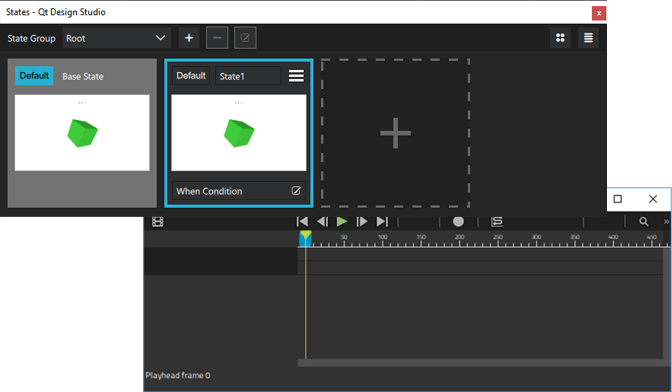 States - Qt Design Studio
x
State Group Root
Default Base State
Default State1
When Condition
50 100 150 200 250 300 350 400 450
Playhead frame 0